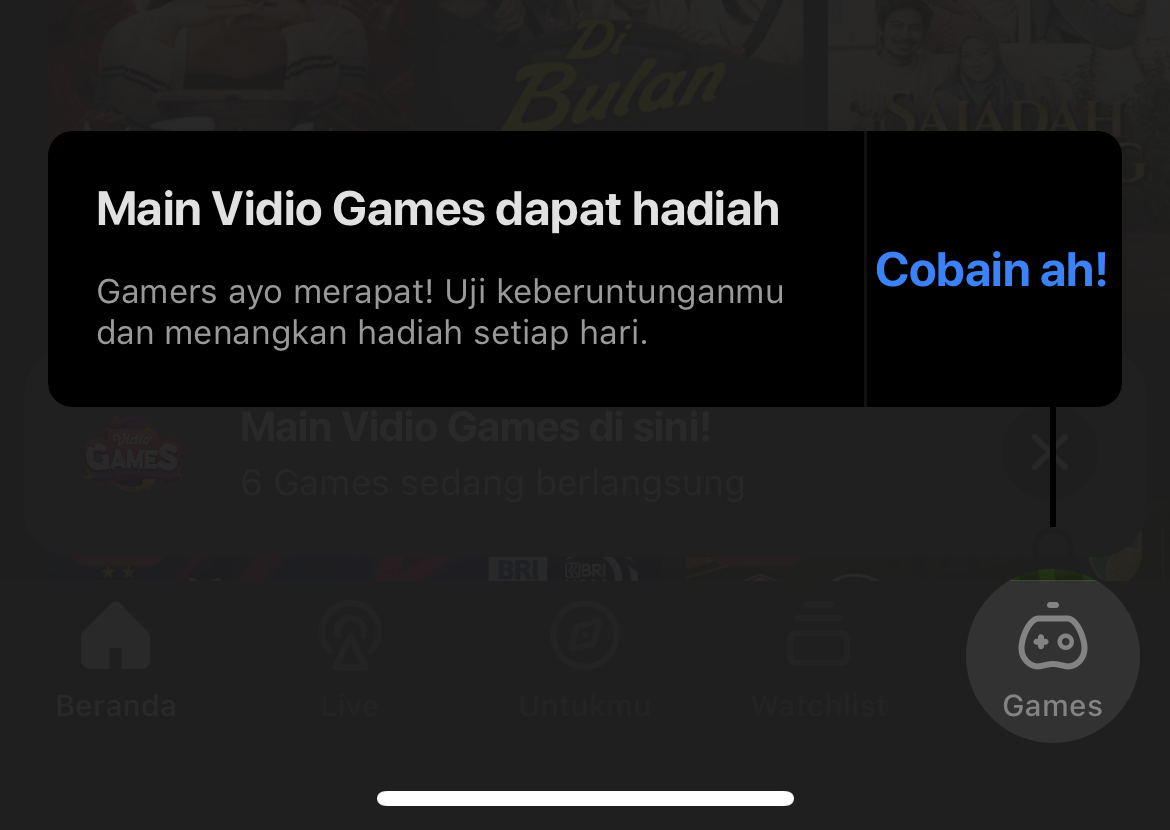 Di
Bulan
SAJADAH
G
Main Vidio Games dapat hadiah
Gamers ayo merapat! Uji keberuntunganmu
dan menangkan hadiah setiap hari.
Cobain ah!
Main Vidio Games di sini!
Vidio
GAMES
6 Games sedang berlangsung
BRI
BRI
Beranda
Live
Untukmu
Watchlist
Games